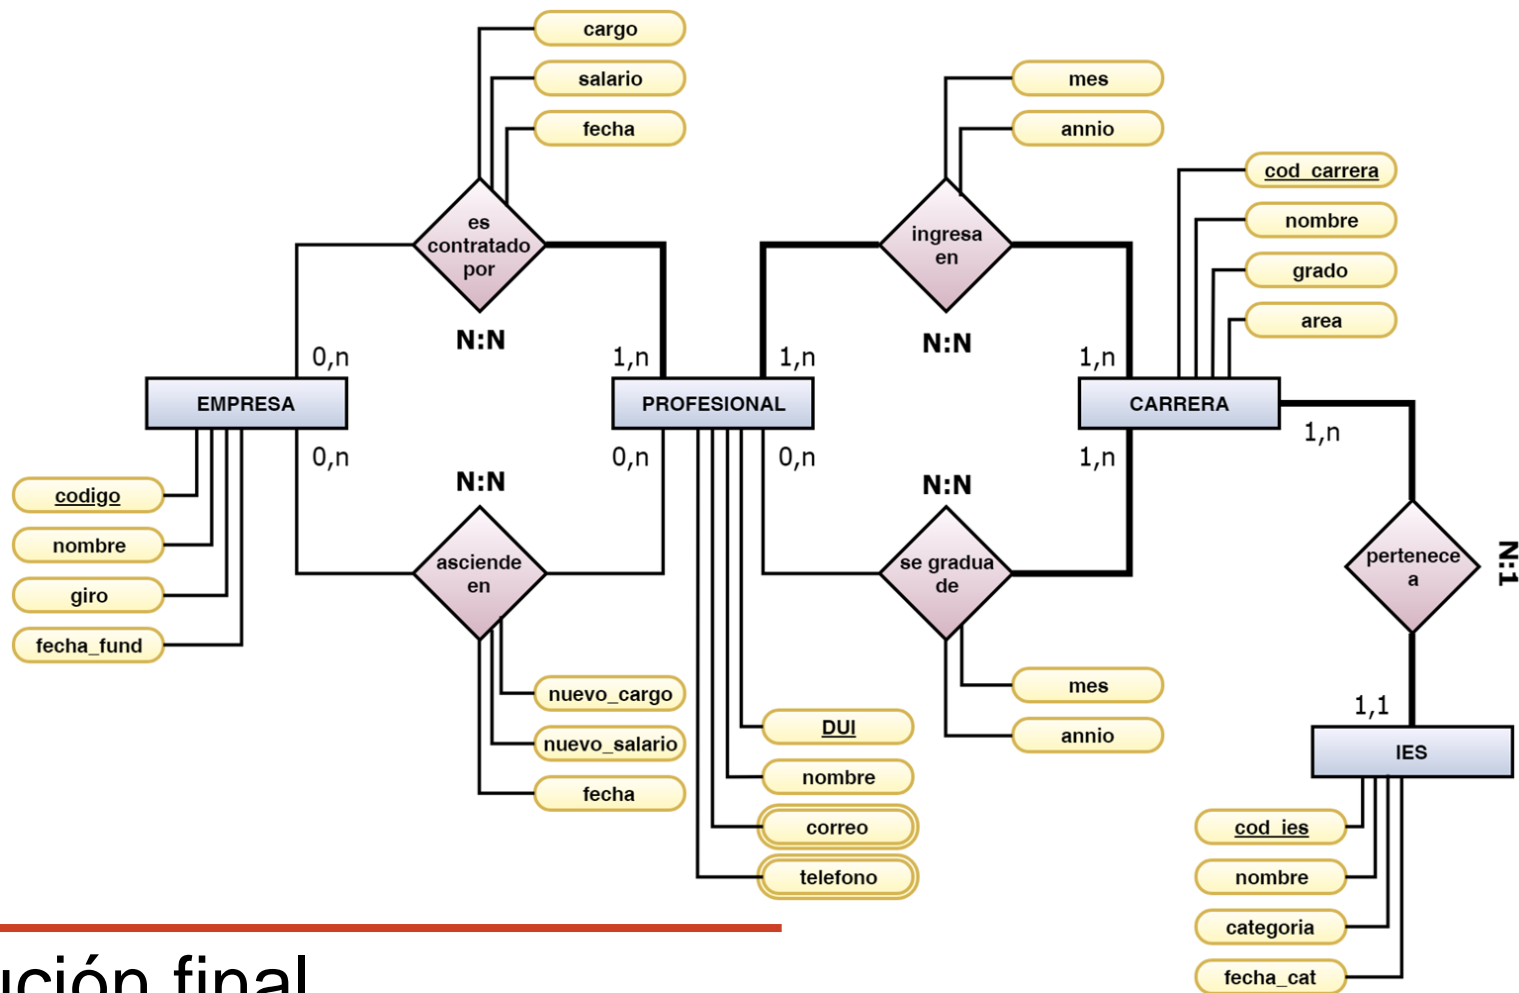 cargo
salario
fecha
mes
annio
cod_carrera
nombre
grado
area
es
contratado
por
ingresa
en
N:N
N:N
0,n
1,n
1,n
1,n
EMPRESA
PROFESIONAL
CARRERA
0,n
0,n
0,n
1,n
1,n
codigo
nombre
giro
fecha_fund
N:N
N:N
asciende
en
se gradua
de
pertenece
a
N:1
nuevo_cargo
nuevo_salario
fecha
mes
annio
DUI
nombre
correo
telefono
1,1
IES
cod_ies
nombre
categoria
fecha_cat
ución final